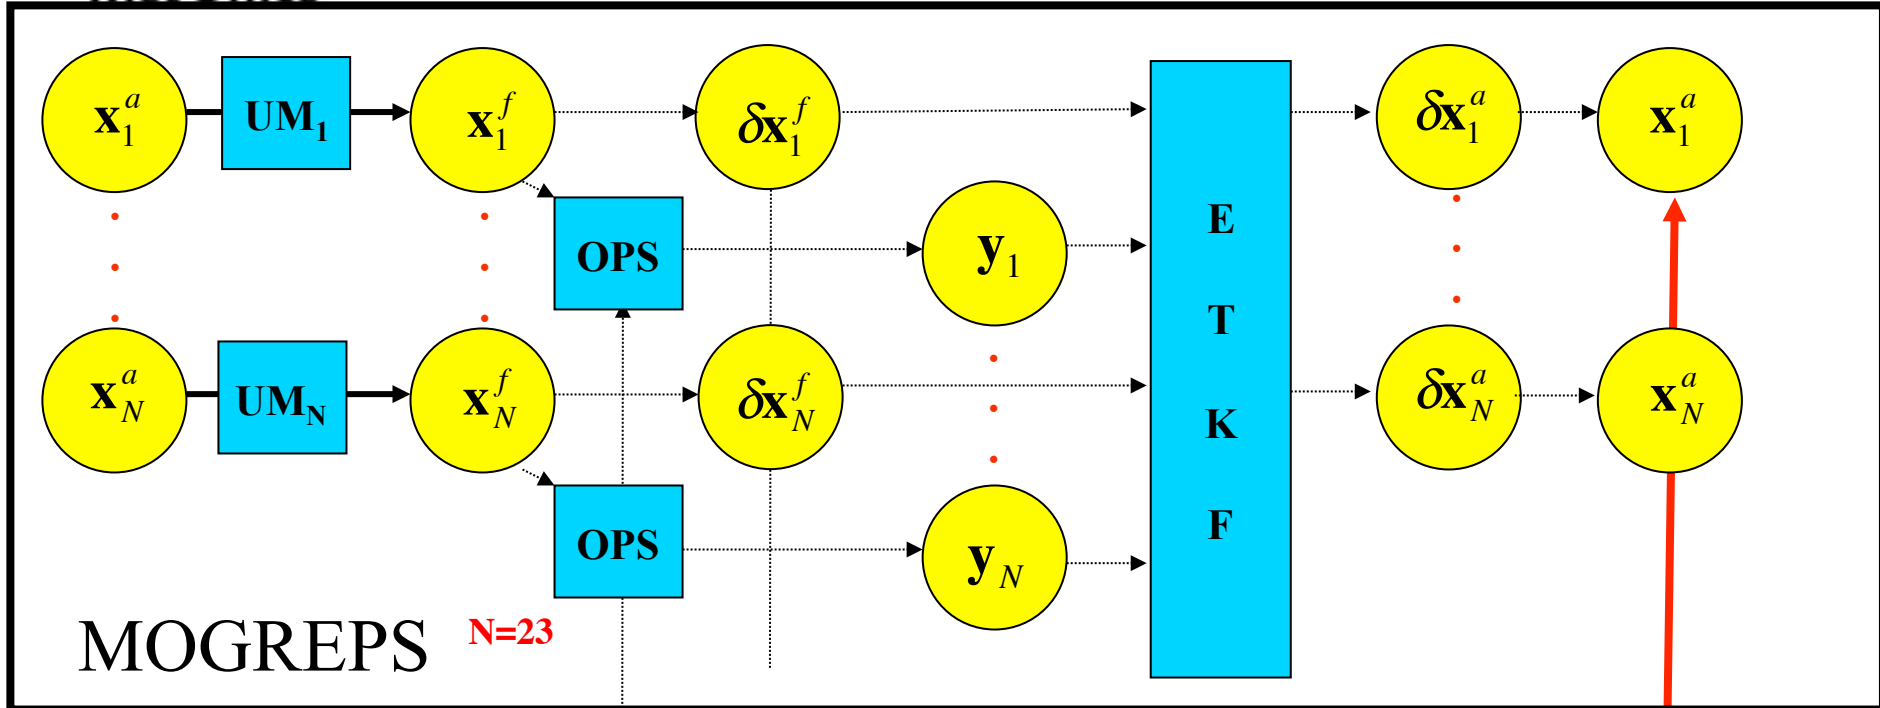 x₁ᵃ UM₁ x₁ᶠ δx₁ᶠ δx₁ᵃ x₁ᵃ
OPS y₁
x_Nᵃ UM_N x_Nᶠ δx_Nᶠ δx_Nᵃ x_Nᵃ
OPS y_N
E
T
K
F
MOGREPS N=23